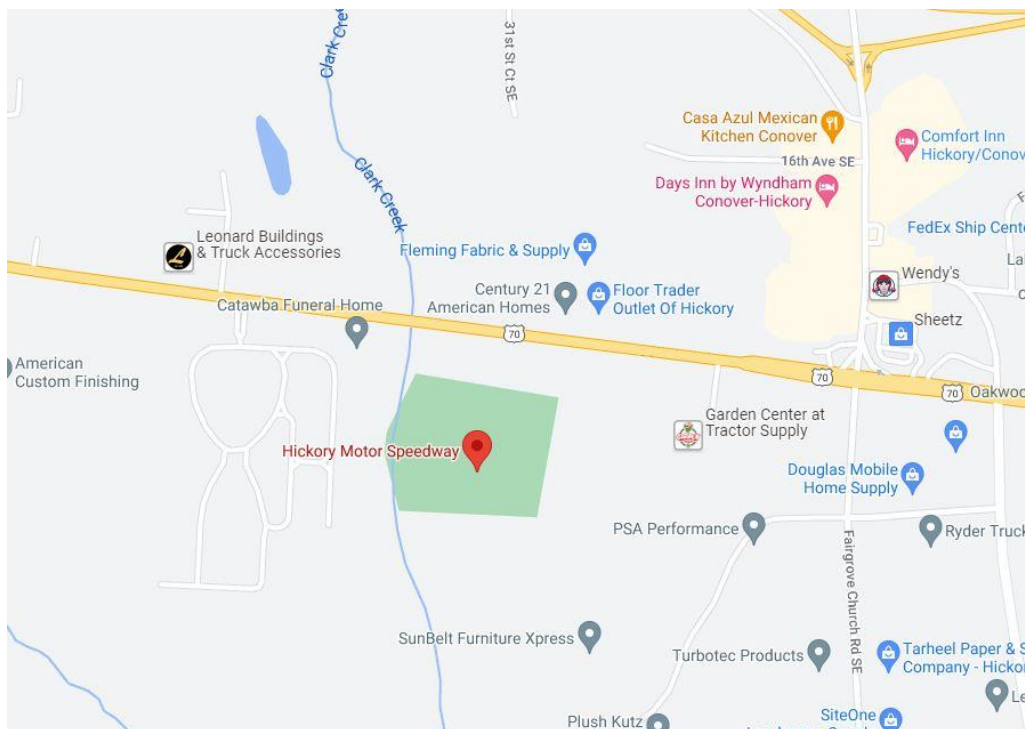 Clark Creek
31st St Ct SE
Casa Azul Mexican
Kitchen Conover
Comfort Inn
Hickory/Conov
16th Ave SE
Clark Creek
Days Inn by Wyndham
Conover-Hickory
FedEx Ship Cente
Leonard Buildings
& Truck Accessories
Fleming Fabric & Supply
Wendy's
Century 21
American Homes
Floor Trader
Outlet Of Hickory
Catawba Funeral Home
Sheetz
70
American
Custom Finishing
70
70
Oakwoo
Garden Center at
Tractor Supply
Hickory Motor Speedway
Douglas Mobile
Home Supply
PSA Performance
Ryder Truck
Fairgrove Church Rd SE
SunBelt Furniture Xpress
Turbotec Products
Tarheel Paper & S
Company - Hickor
Le
Plush Kutz
SiteOne